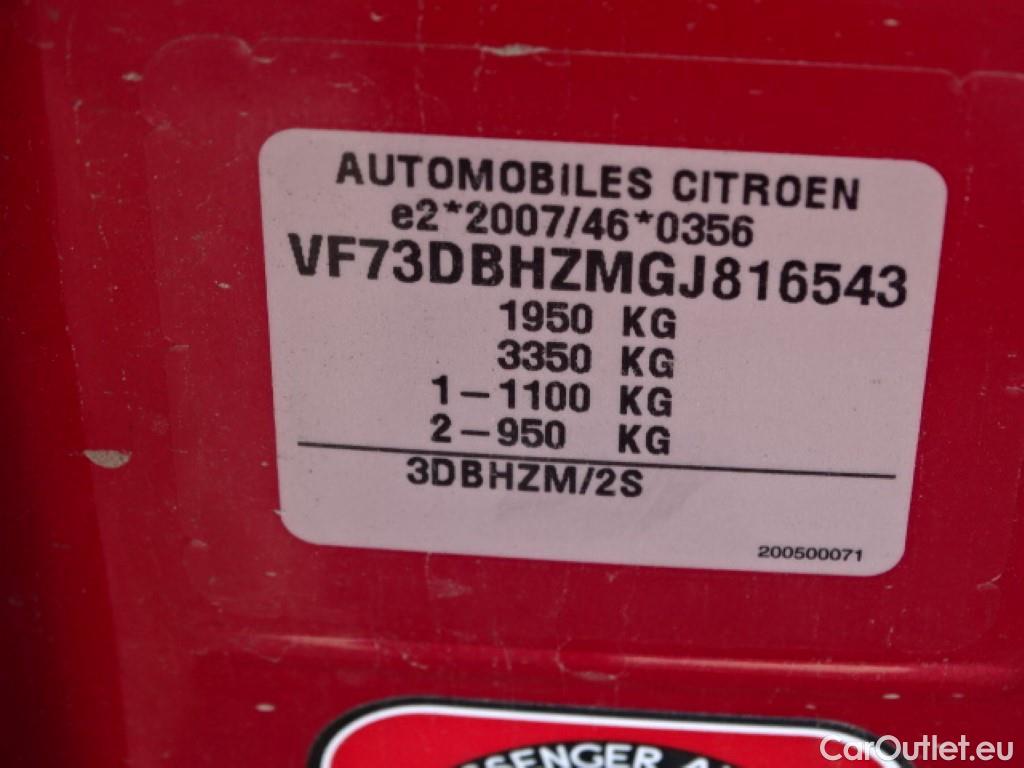 AUTOMOBILES CITROEN
e2*2007/46*0356
VF73DBHZMGJ816543
1950 KG
3350 KG
1-1100 KG
2-950 KG
3DBHZM/2S
200500071
CarOutlet.eu